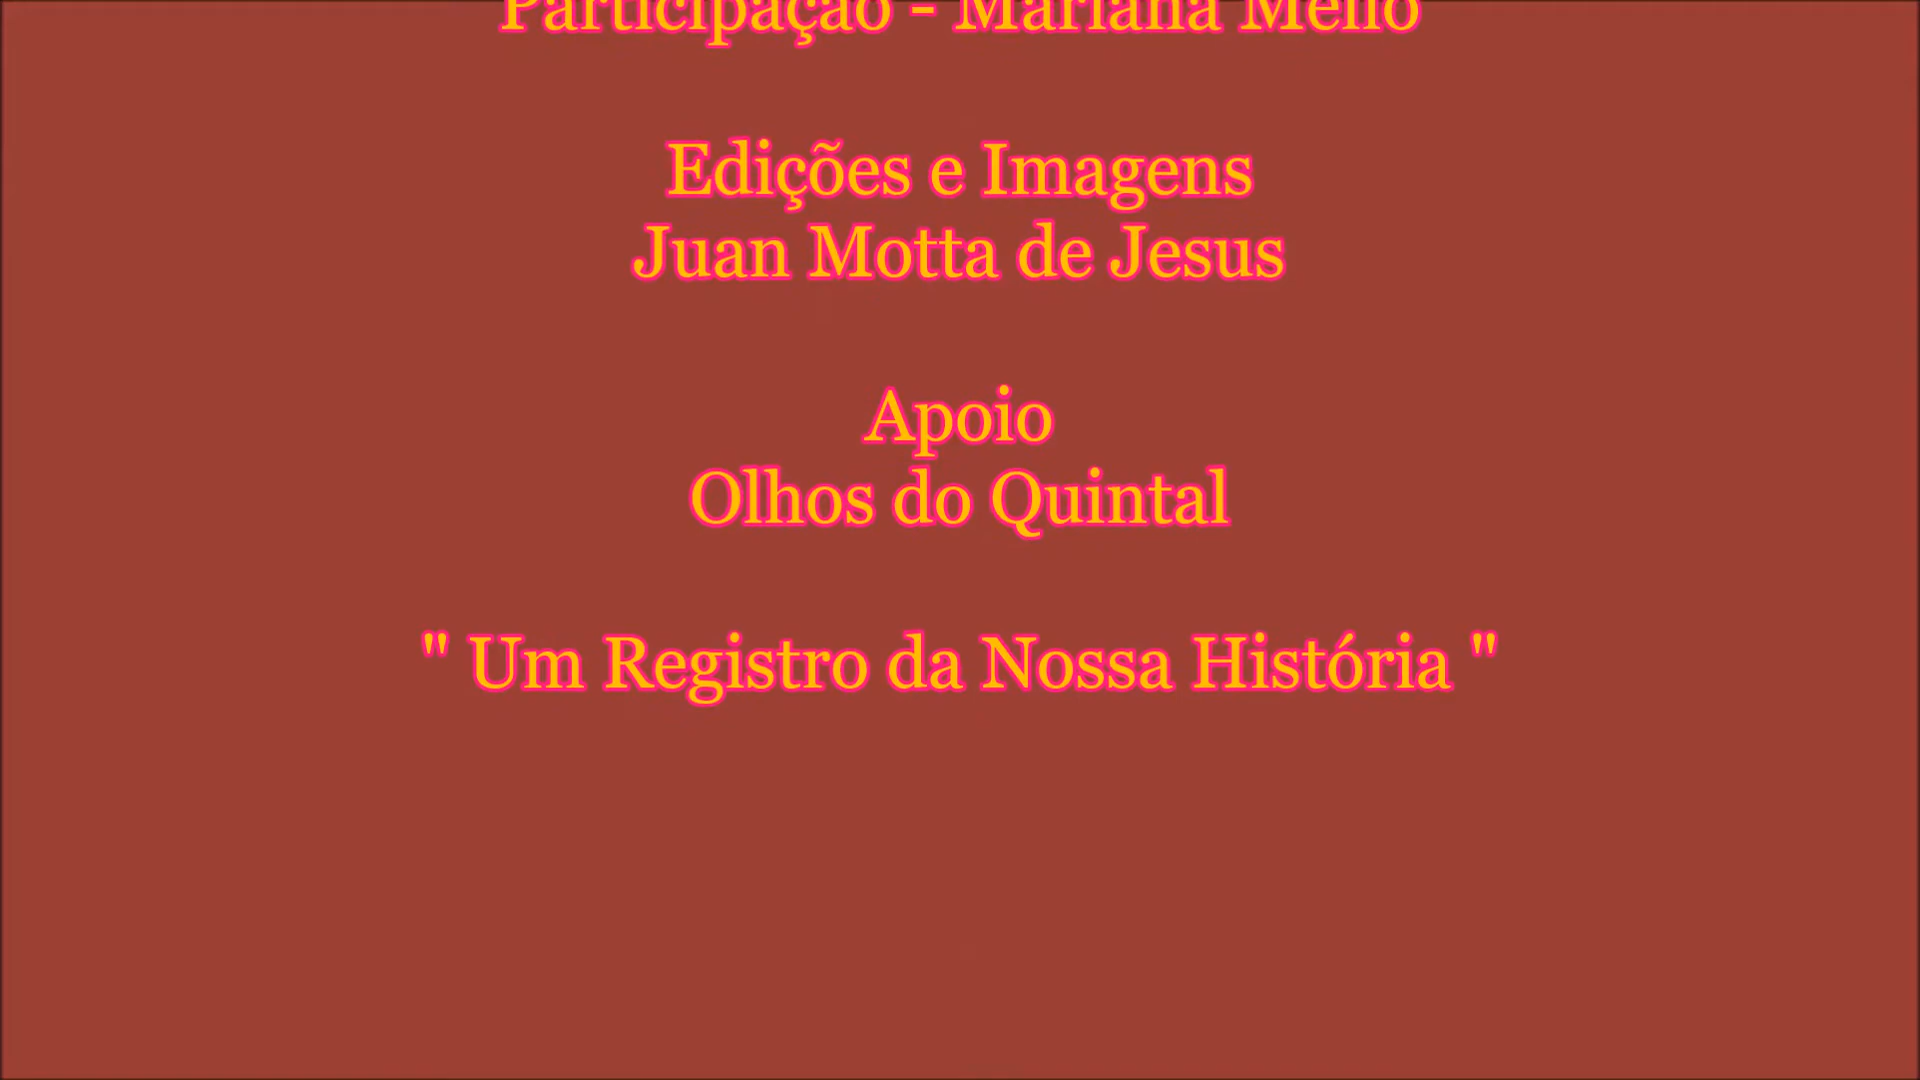 Participação - Mariana Mello
Edições e Imagens
Juan Motta de Jesus
Apoio
Olhos do Quintal
" Um Registro da Nossa História "